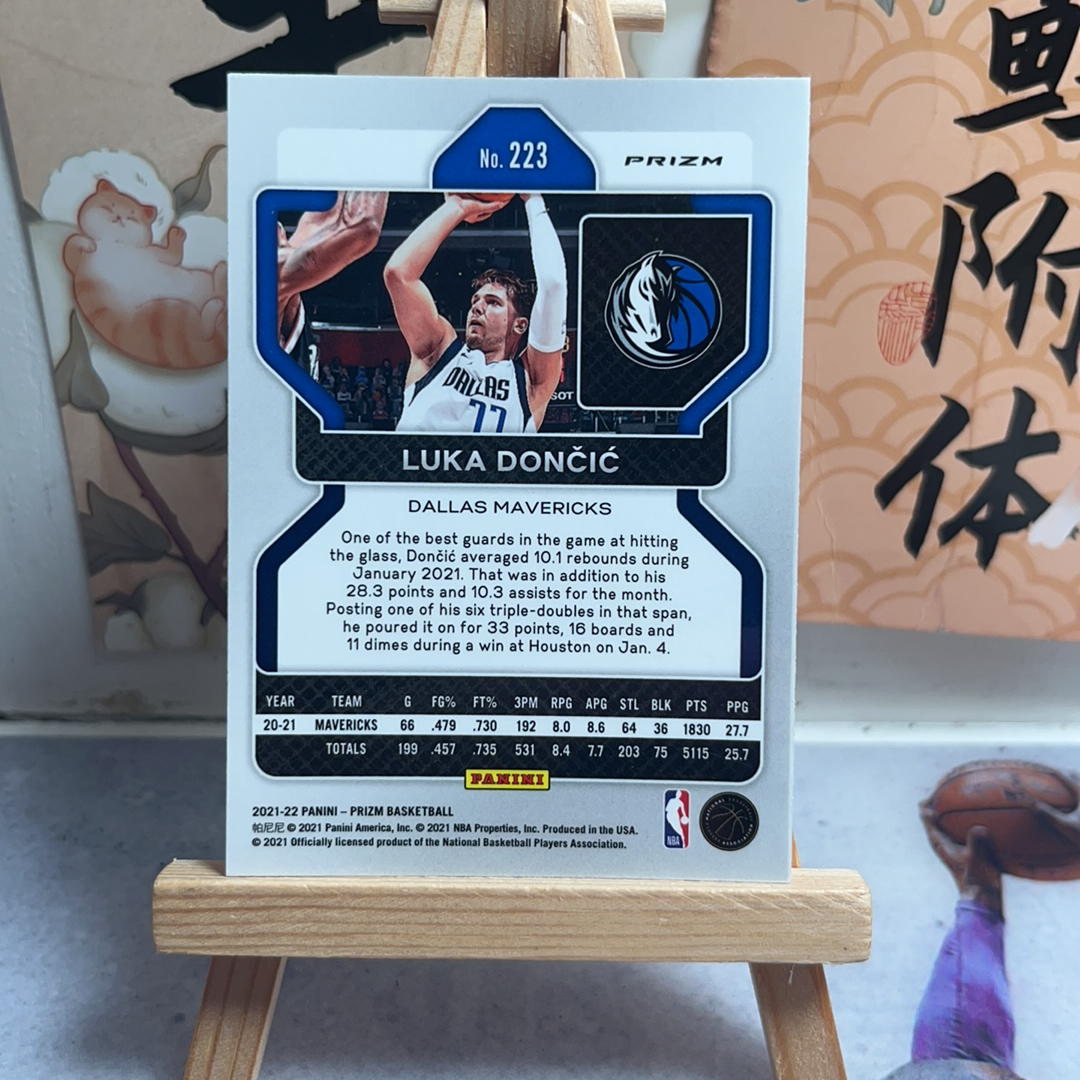 No. 223
PRIZM
DALLAS
77
LUKA DONČIĆ
DALLAS MAVERICKS
One of the best guards in the game at hitting
the glass, Dončić averaged 10.1 rebounds during
January 2021. That was in addition to his
28.3 points and 10.3 assists for the month.
Posting one of his six triple-doubles in that span,
he poured it on for 33 points, 16 boards and
11 dimes during a win at Houston on Jan. 4.
YEAR TEAM G FG% FT% 3PM RPG APG STL BLK PTS PPG
20-21 MAVERICKS 66 .479 .730 192 8.0 8.6 64 36 1830 27.7
TOTALS 199 .457 .735 531 8.4 7.7 203 75 5115 25.7
PANINI
2021-22 PANINI – PRIZM BASKETBALL
帕尼尼 © 2021 Panini America, Inc. © 2021 NBA Properties, Inc. Produced in the USA.
© 2021 Officially licensed product of the National Basketball Players Association.
NBA
附
体